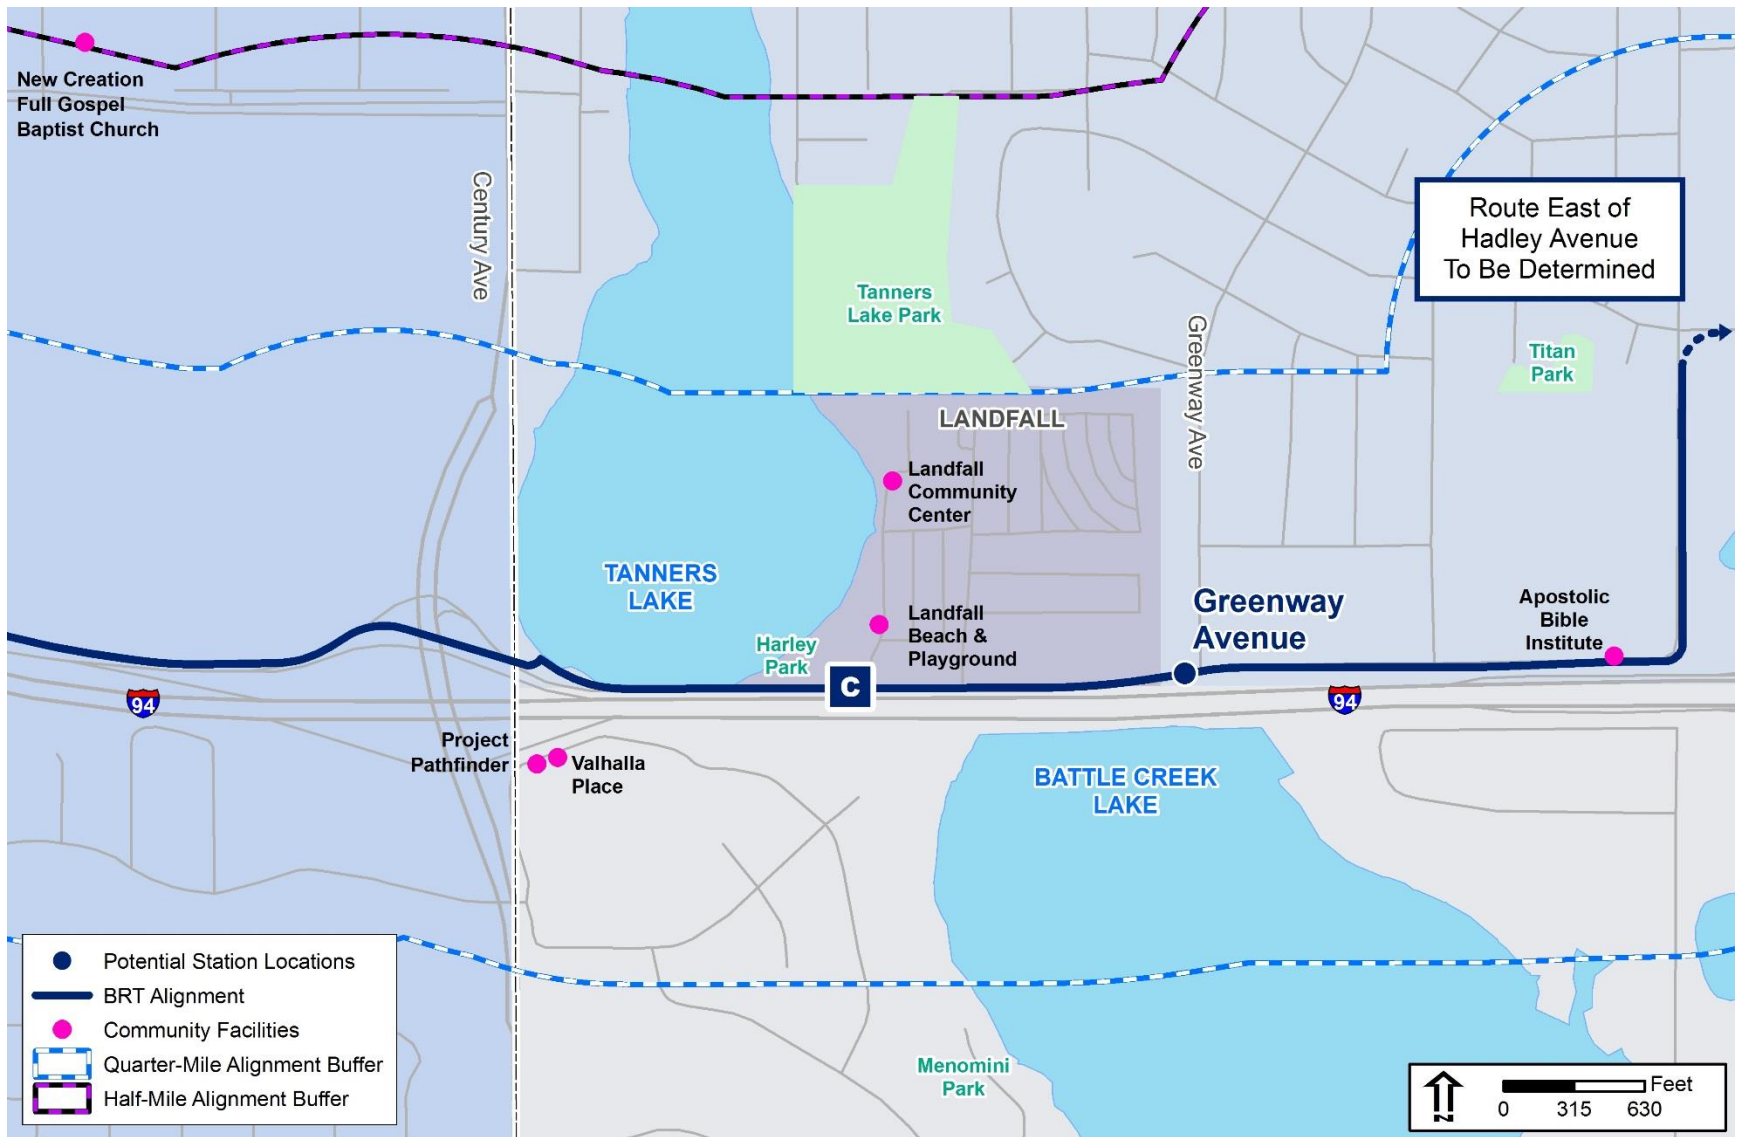 New Creation
Full Gospel
Baptist Church
Century Ave
Route East of
Hadley Avenue
To Be Determined
Tanners
Lake Park
Greenway Ave
Titan
Park
LANDFALL
Landfall
Community
Center
TANNERS
LAKE
Greenway
Avenue
Apostolic
Bible
Institute
Landfall
Beach &
Playground
Harley
Park
C
94
94
Project
Pathfinder
Valhalla
Place
BATTLE CREEK
LAKE
Menomini
Park
Potential Station Locations
BRT Alignment
Community Facilities
Quarter-Mile Alignment Buffer
Half-Mile Alignment Buffer
N
Feet
0 315 630